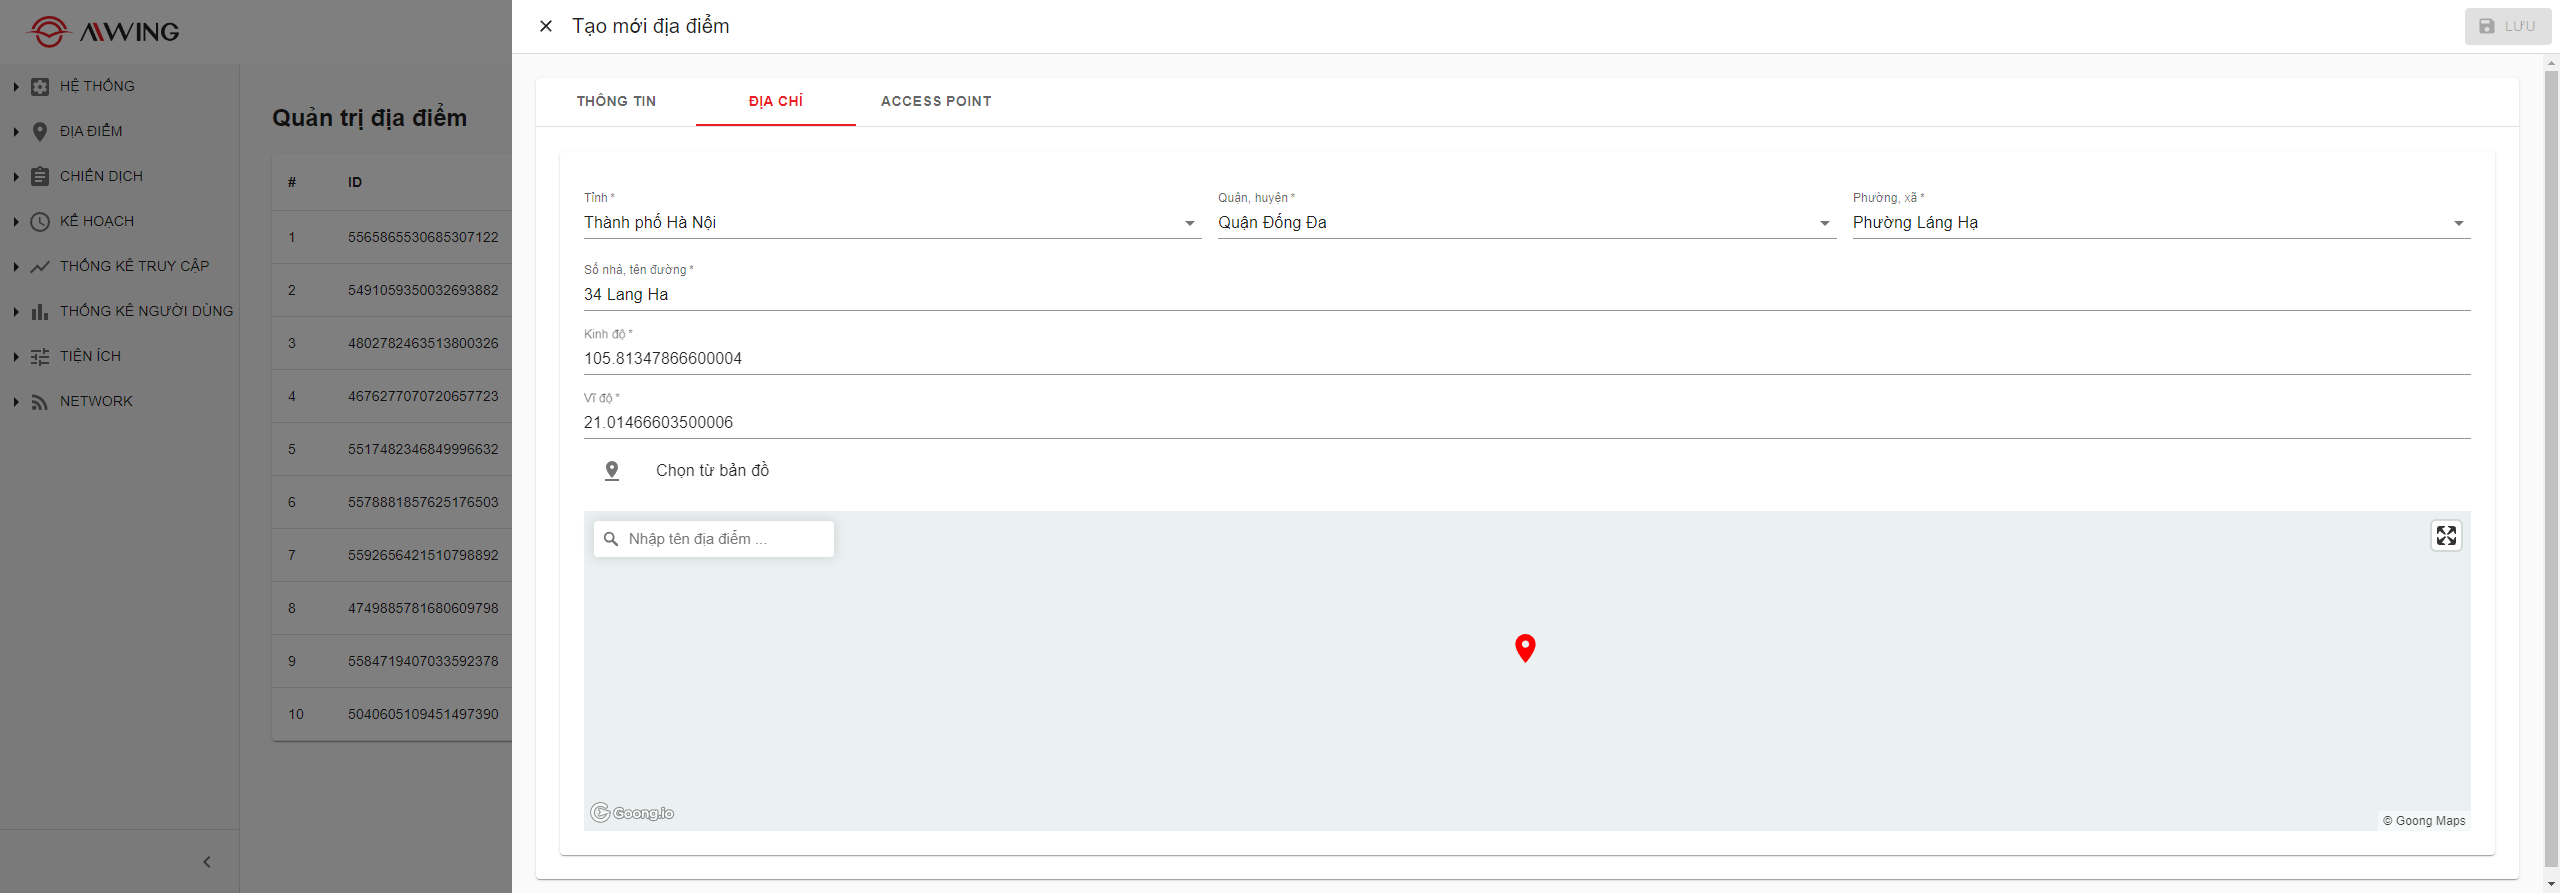 AWING
Tạo mới địa điểm
LƯU
HỆ THỐNG
ĐỊA ĐIỂM
CHIẾN DỊCH
KẾ HOẠCH
THỐNG KÊ TRUY CẬP
THỐNG KÊ NGƯỜI DÙNG
TIỆN ÍCH
NETWORK
Quản trị địa điểm
# ID
1 5565865530685307122
2 5491059350032693882
3 4802782463513800326
4 4676277070720657723
5 5517482346849996632
6 5578881857625176503
7 5592656421510798892
8 4749885781680609798
9 5584719407033592378
10 5040605109451497390
THÔNG TIN ĐỊA CHỈ ACCESS POINT
Tỉnh * Quận, huyện * Phường, xã *
Thành phố Hà Nội Quận Đống Đa Phường Láng Hạ
Số nhà, tên đường *
34 Lang Ha
Kinh độ *
105.81347866600004
Vĩ độ *
21.01466603500006
Chọn từ bản đồ
Nhập tên địa điểm ...
Goong.io
© Goong Maps